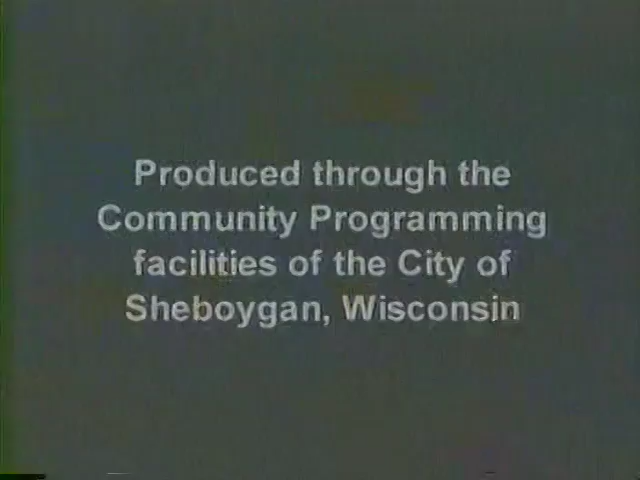 Produced through the
Community Programming
facilities of the City of
Sheboygan, Wisconsin